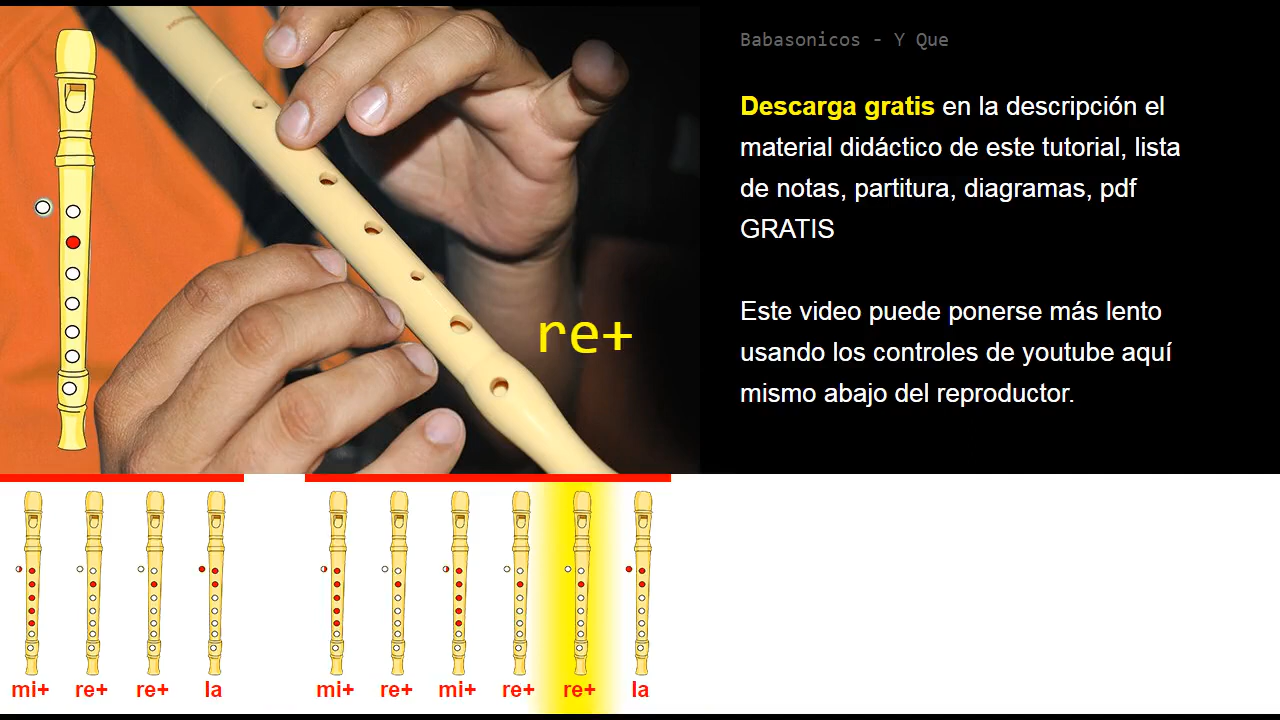 Babasonicos - Y Que
Descarga gratis en la descripción el
material didáctico de este tutorial, lista
de notas, partitura, diagramas, pdf
GRATIS
Este video puede ponerse más lento
usando los controles de youtube aquí
mismo abajo del reproductor.
re+
mi+ re+ re+ la mi+ re+ mi+ re+ re+ la